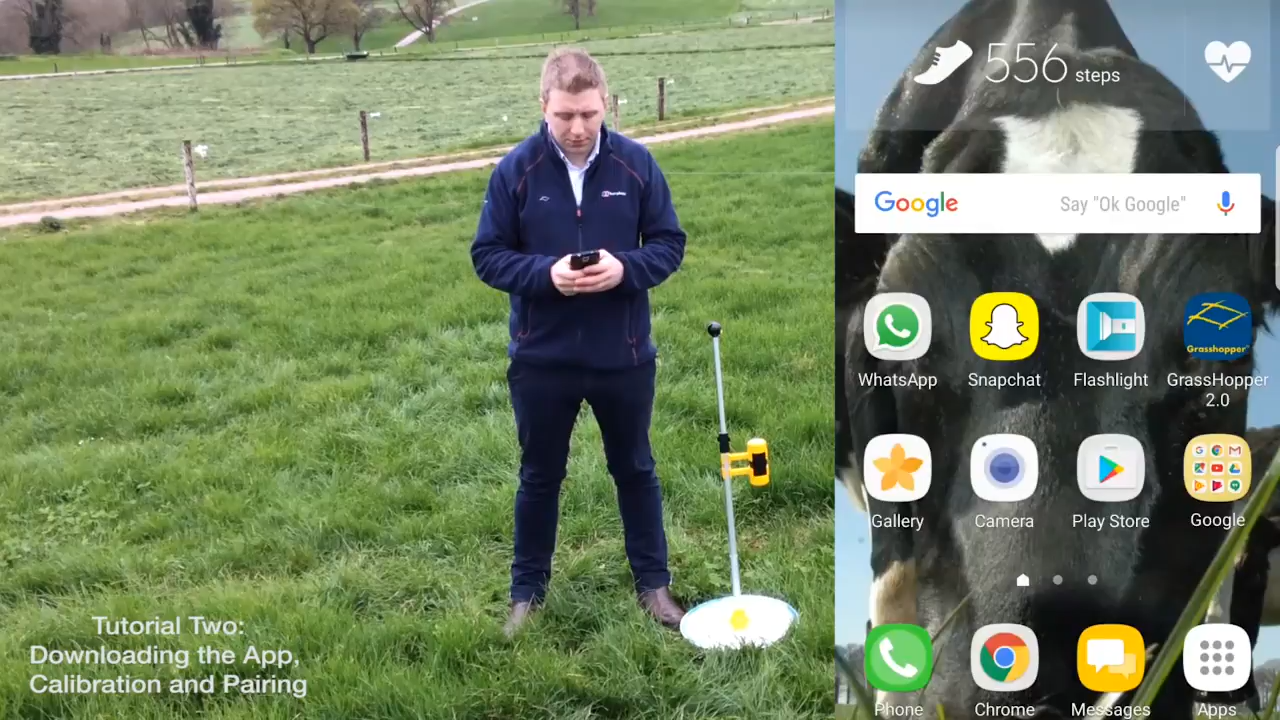 Tutorial Two:
Downloading the App,
Calibration and Pairing
556 steps
Google
Say "Ok Google"
Grasshopper
WhatsApp
Snapchat
Flashlight
GrassHopper
2.0
Gallery
Camera
Play Store
Google
Phone
Chrome
Messages
Apps